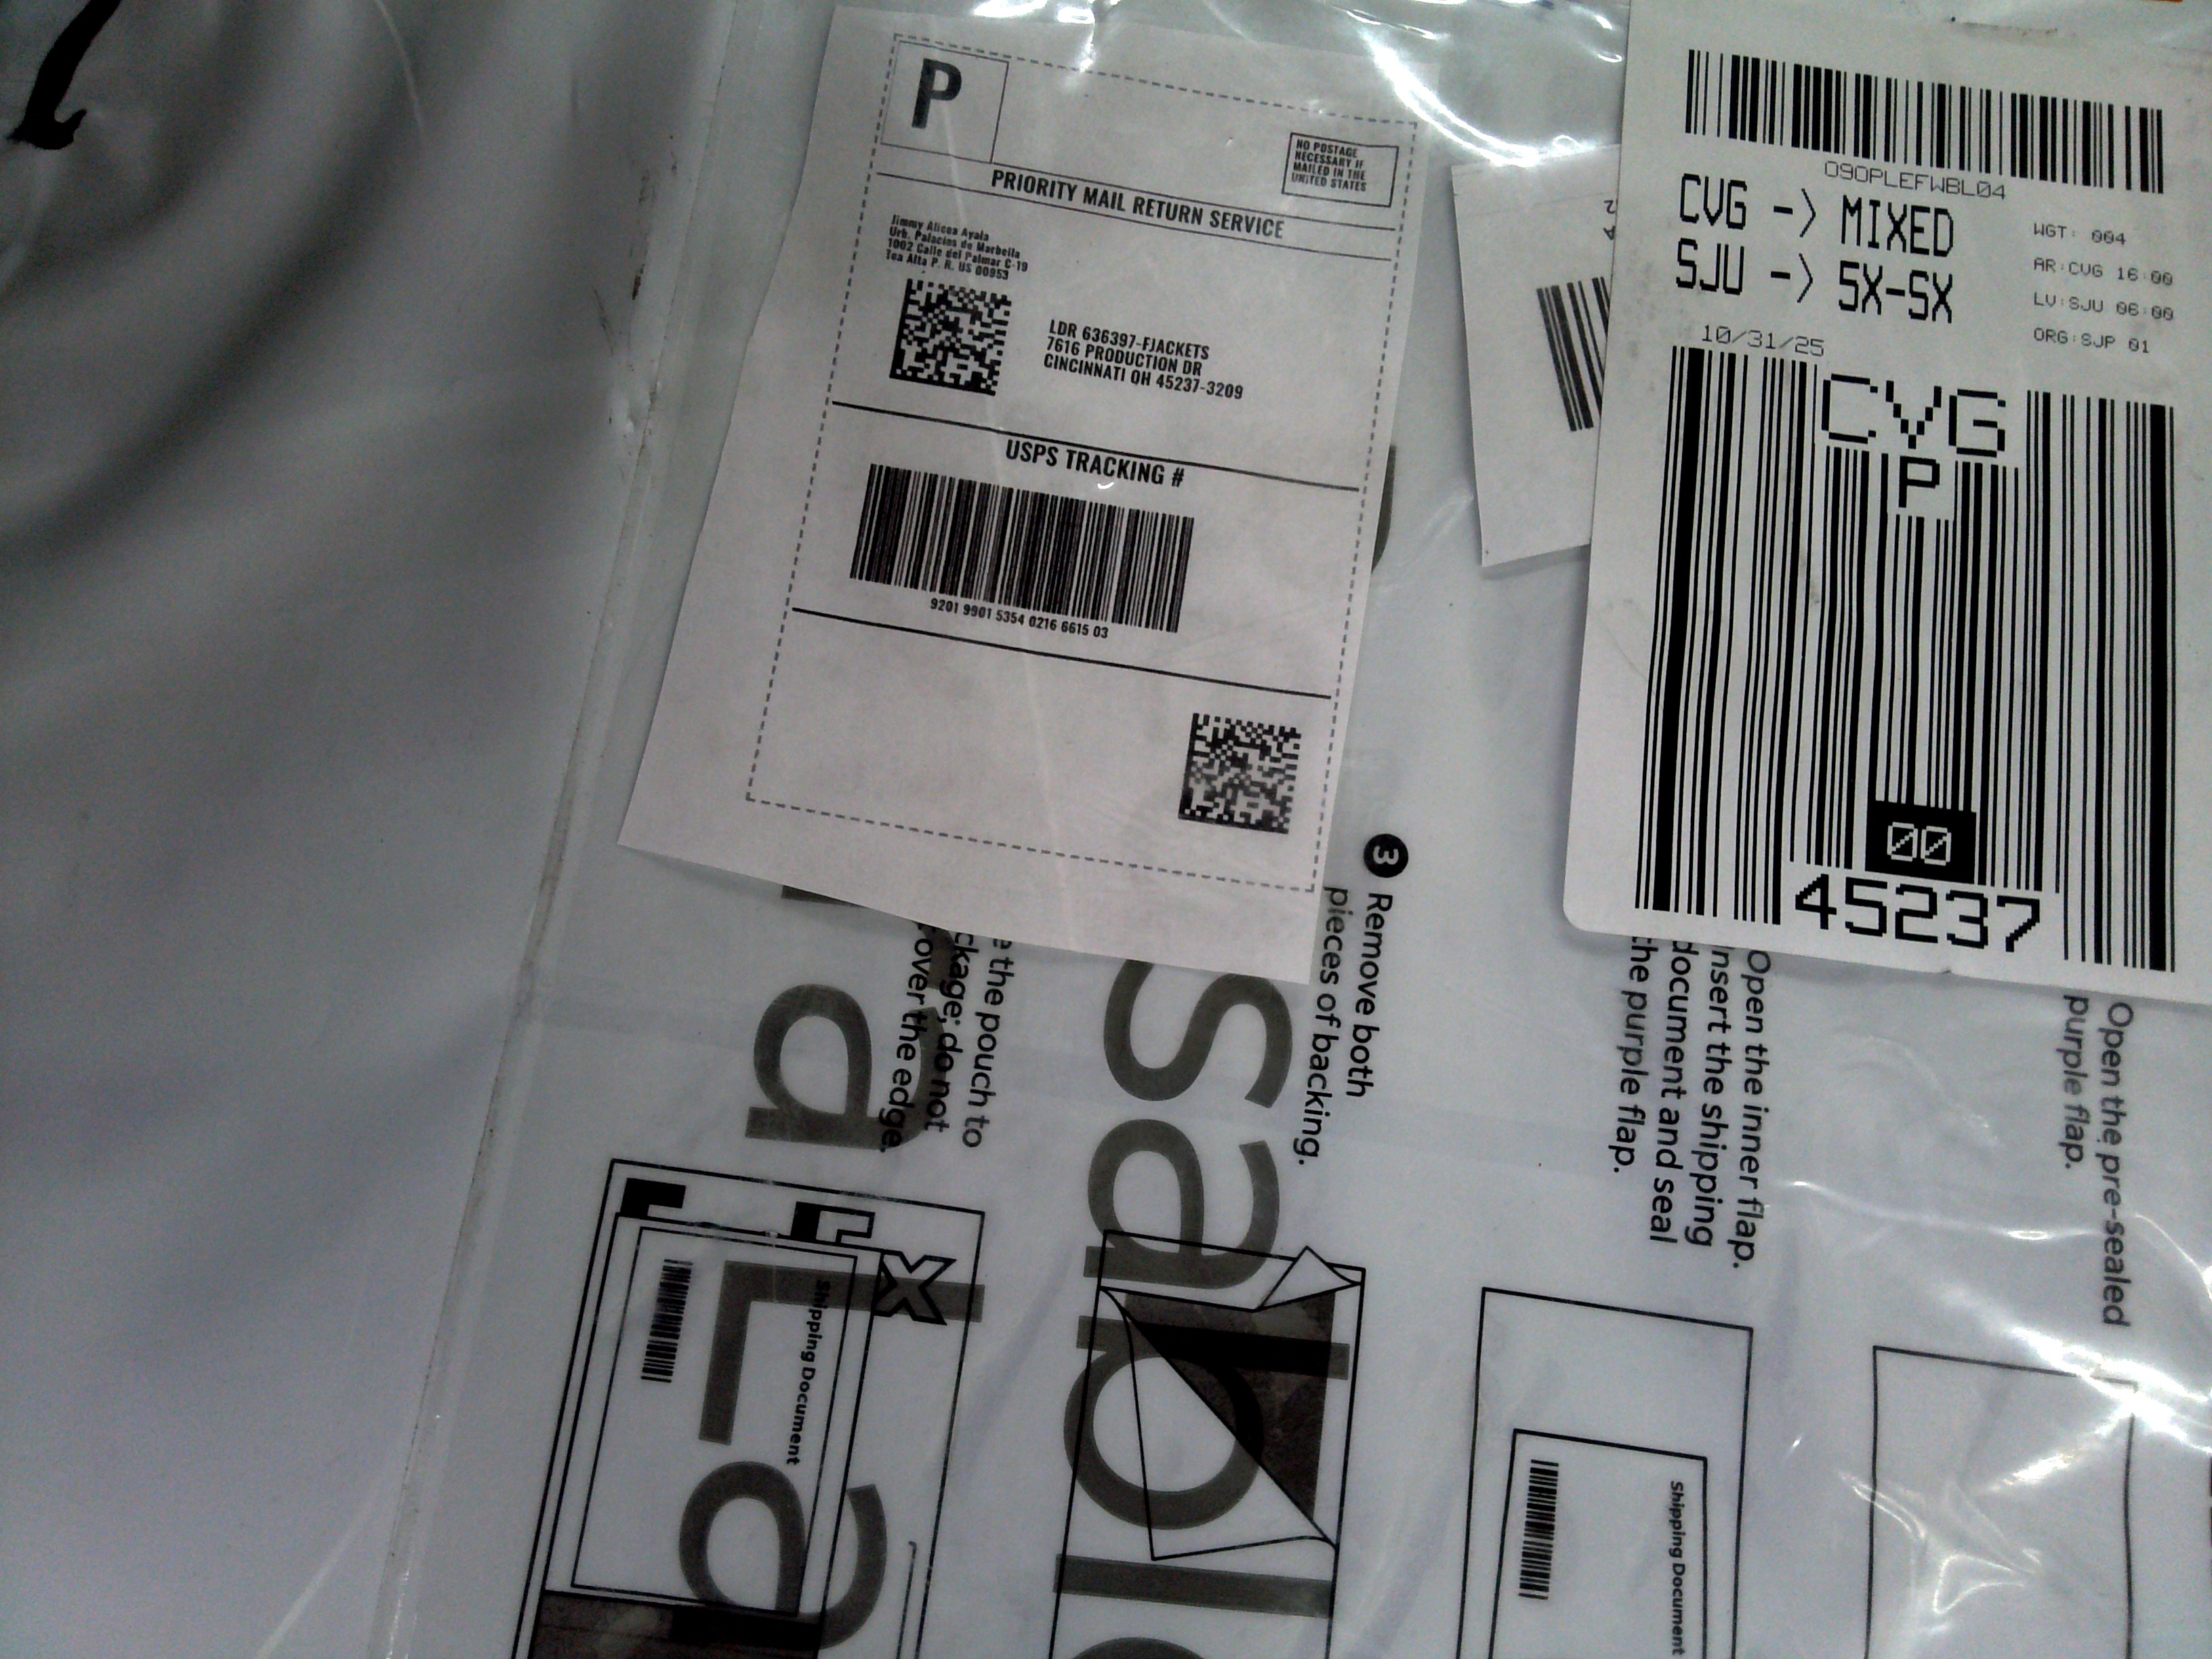 P
NO POSTAGE
NECESSARY IF
MAILED IN THE
UNITED STATES
PRIORITY MAIL RETURN SERVICE
Jimmy Alicea Ayala
Urb. Palacios de Marbella
1002 Calle del Palmar C-19
Toa Alta P. R. US 00953
LDR 636397-FJACKETS
7616 PRODUCTION DR
CINCINNATI OH 45237-3209
USPS TRACKING #
9201 9901 5354 0216 6615 03
090PLEFWBL04
CVG -> MIXED
SJU -> SX-SX
WGT: 004
AR:CVG 16:00
LV:SJU 06:00
ORG:SJP 01
10/31/25
CVG
P
00
45237
Open the pre-sealed
purple flap.
Open the inner flap.
Insert the shipping
document and seal
the purple flap.
3 Remove both
pieces of backing.
the pouch to
do not
over the edge.
Shipping Document
Shipping Document